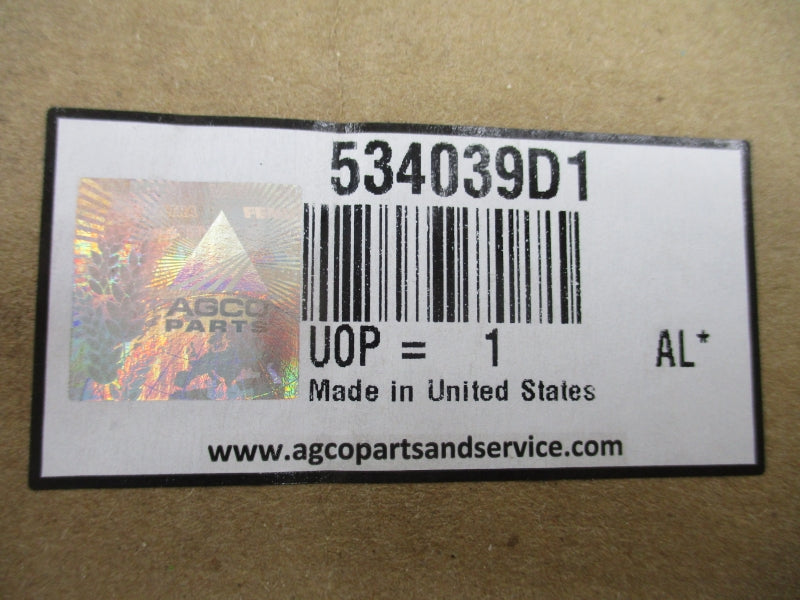 534039D1
AGCO
PARTS
UOP = 1 AL*
Made in United States
www.agcopartsandservice.com